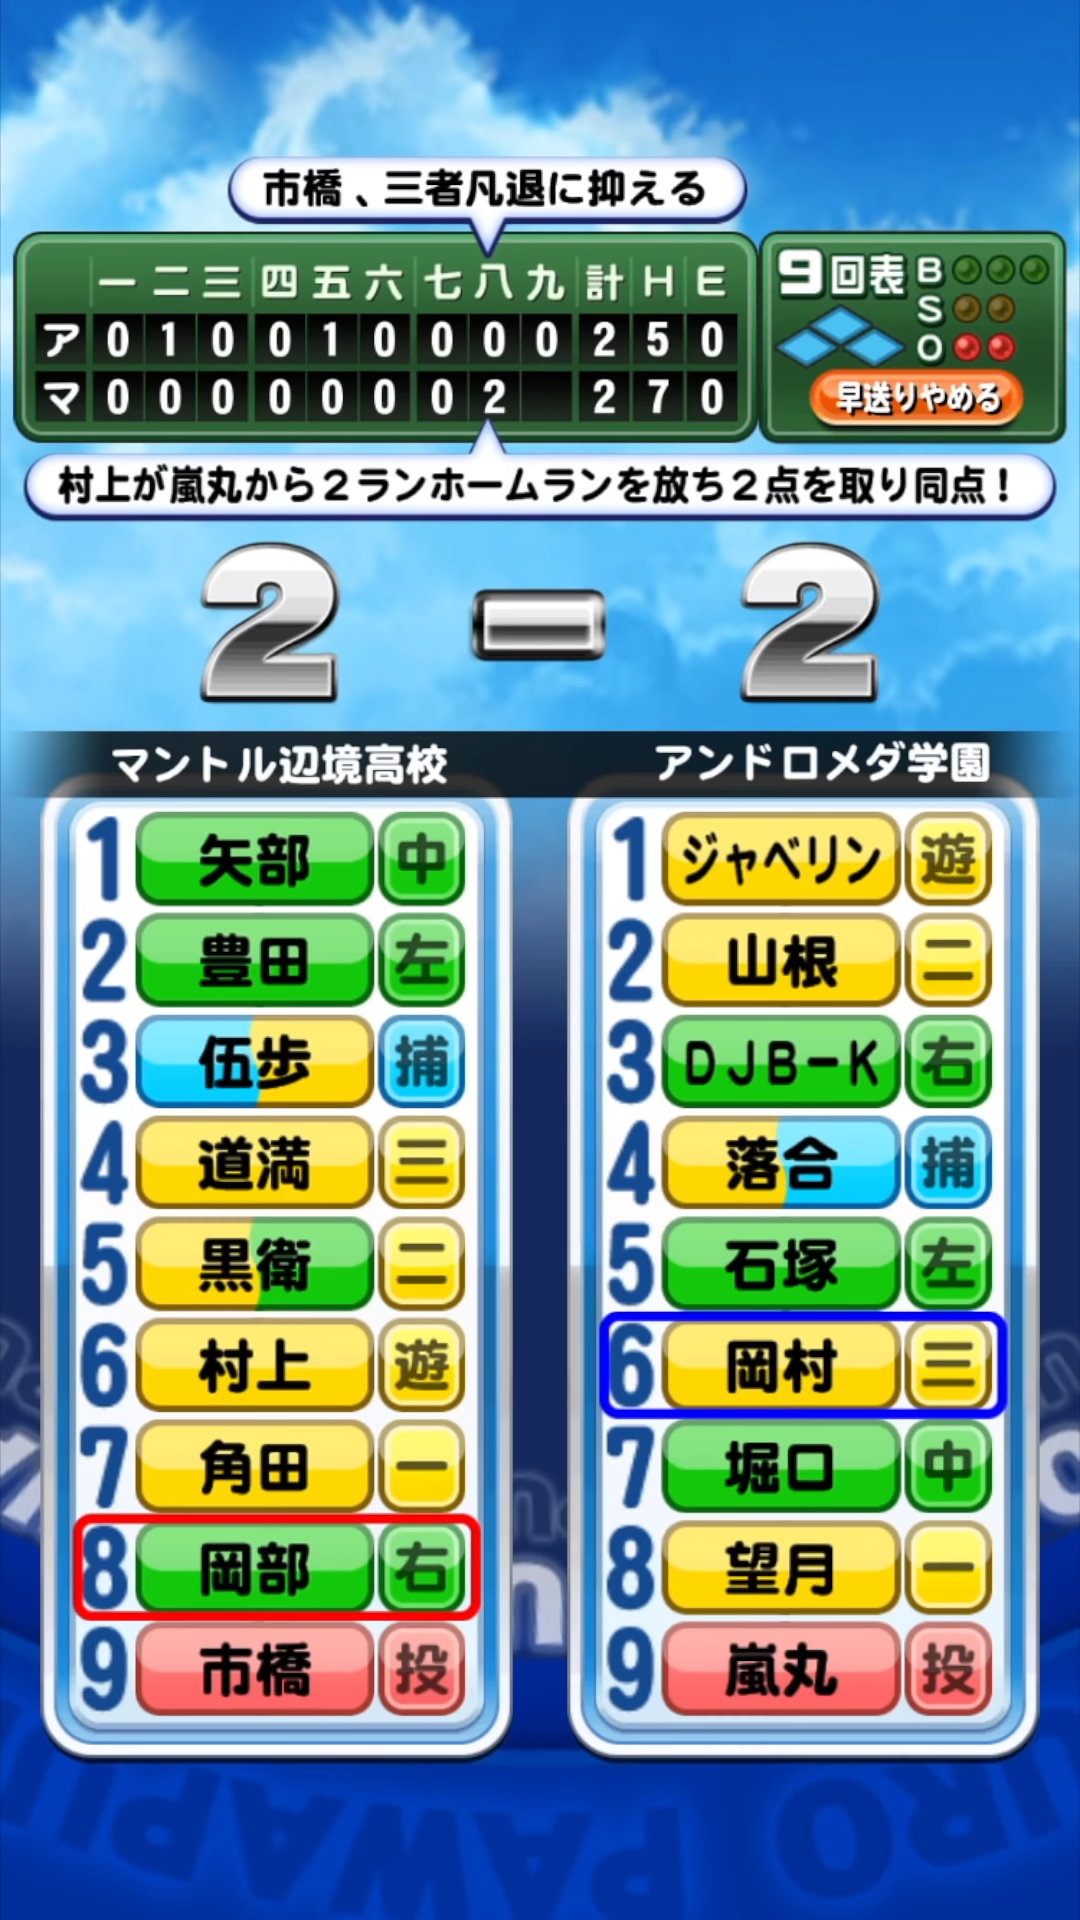 市橋、三者凡退に抑える
一 二 三 四 五 六 七 八 九 計 H E
ア 0 1 0 0 1 0 0 0 0 2 5 0
マ 0 0 0 0 0 0 0 2 2 7 0
9回表 B
S
O
早送りやめる
村上が嵐丸から2ランホームランを放ち2点を取り同点！
2 - 2
マントル辺境高校
1 矢部 中
2 豊田 左
3 伍歩 捕
4 道満 三
5 黒衛 二
6 村上 遊
7 角田 一
8 岡部 右
9 市橋 投
アンドロメダ学園
1 ジャベリン 遊
2 山根 二
3 DJB-K 右
4 落合 捕
5 石塚 左
6 岡村 三
7 堀口 中
8 望月 一
9 嵐丸 投